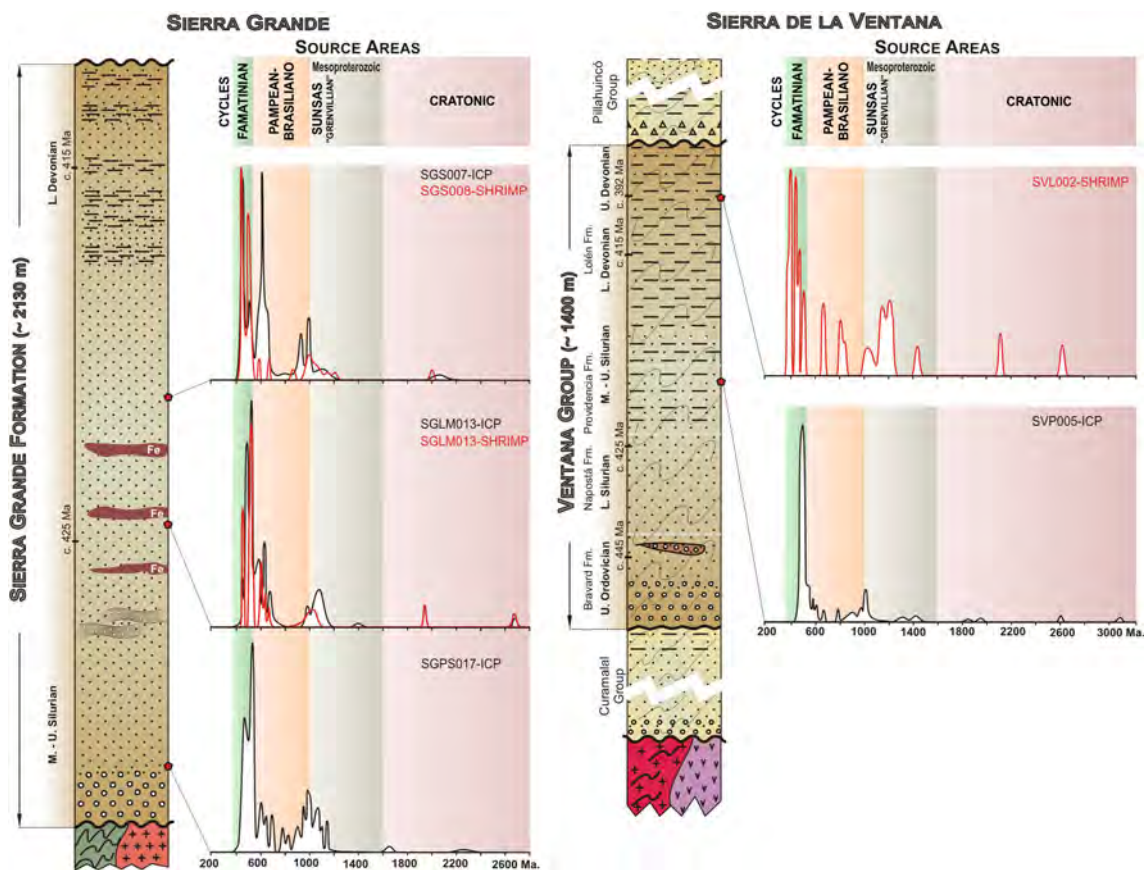 SIERRA GRANDE
SOURCE AREAS
CYCLES
FAMATINIAN
PAMPEAN-
BRASILIANO
SUNSAS
"GRENVILLIAN"
Mesoproterozoic
CRATONIC
SIERRA GRANDE FORMATION (~ 2130 m)
L. Devonian
c. 415 Ma
c. 425 Ma
M. - U. Silurian
Fe
Fe
Fe
SGS007-ICP
SGS008-SHRIMP
SGLM013-ICP
SGLM013-SHRIMP
SGPS017-ICP
200 600 1000 1400 1800 2200 2600 Ma.
SIERRA DE LA VENTANA
SOURCE AREAS
CYCLES
FAMATINIAN
PAMPEAN-
BRASILIANO
SUNSAS
"GRENVILLIAN"
Mesoproterozoic
CRATONIC
VENTANA GROUP (~ 1400 m)
Pillahuincó
Group
Lolén Fm.
Providencia Fm.
Napostá Fm.
Bravard Fm.
U. Devonian
L. Devonian
M. - U. Silurian
L. Silurian
U. Ordovician
c. 392 Ma
c. 415 Ma
c. 425 Ma
c. 445 Ma
Curamalal
Group
SVL002-SHRIMP
SVP005-ICP
200 600 1000 1400 1800 2200 2600 3000 Ma.